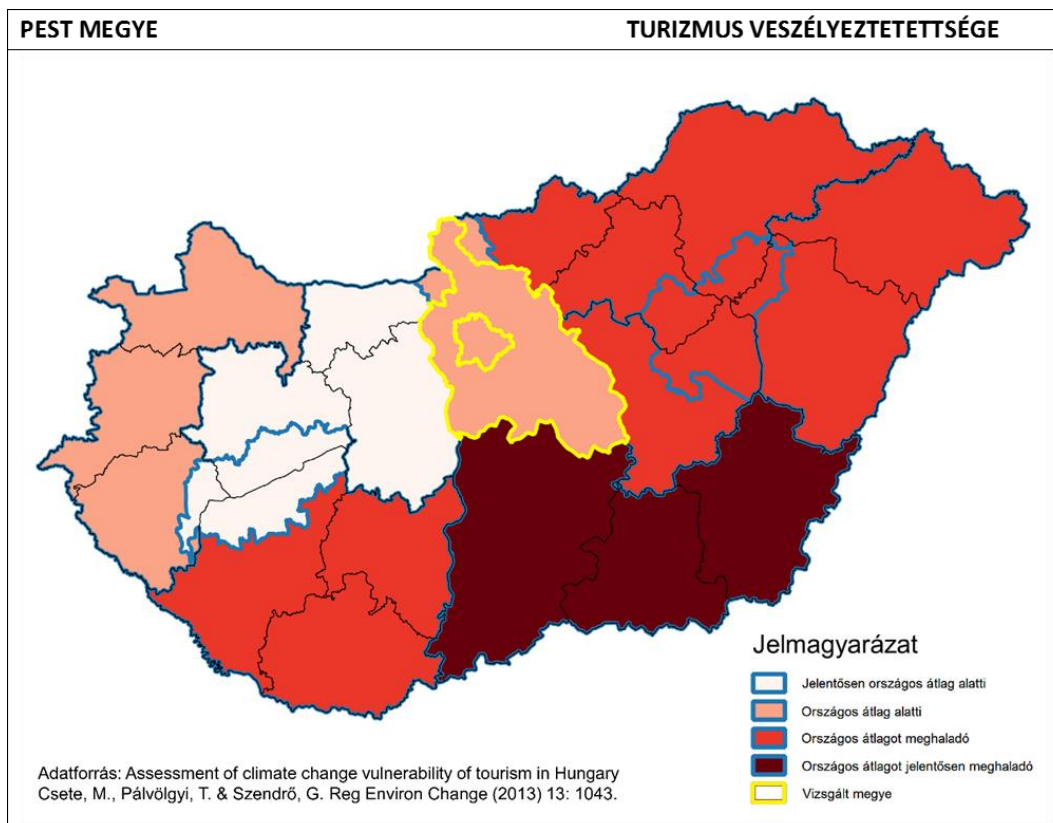 PEST MEGYE
TURIZMUS VESZÉLYEZTETETTSÉGE
Jelmagyarázat
Jelentősen országos átlag alatti
Országos átlag alatti
Országos átlagot meghaladó
Országos átlagot jelentősen meghaladó
Vizsgált megye
Adatforrás: Assessment of climate change vulnerability of tourism in Hungary
Csete, M., Pálvölgyi, T. & Szendrő, G. Reg Environ Change (2013) 13: 1043.